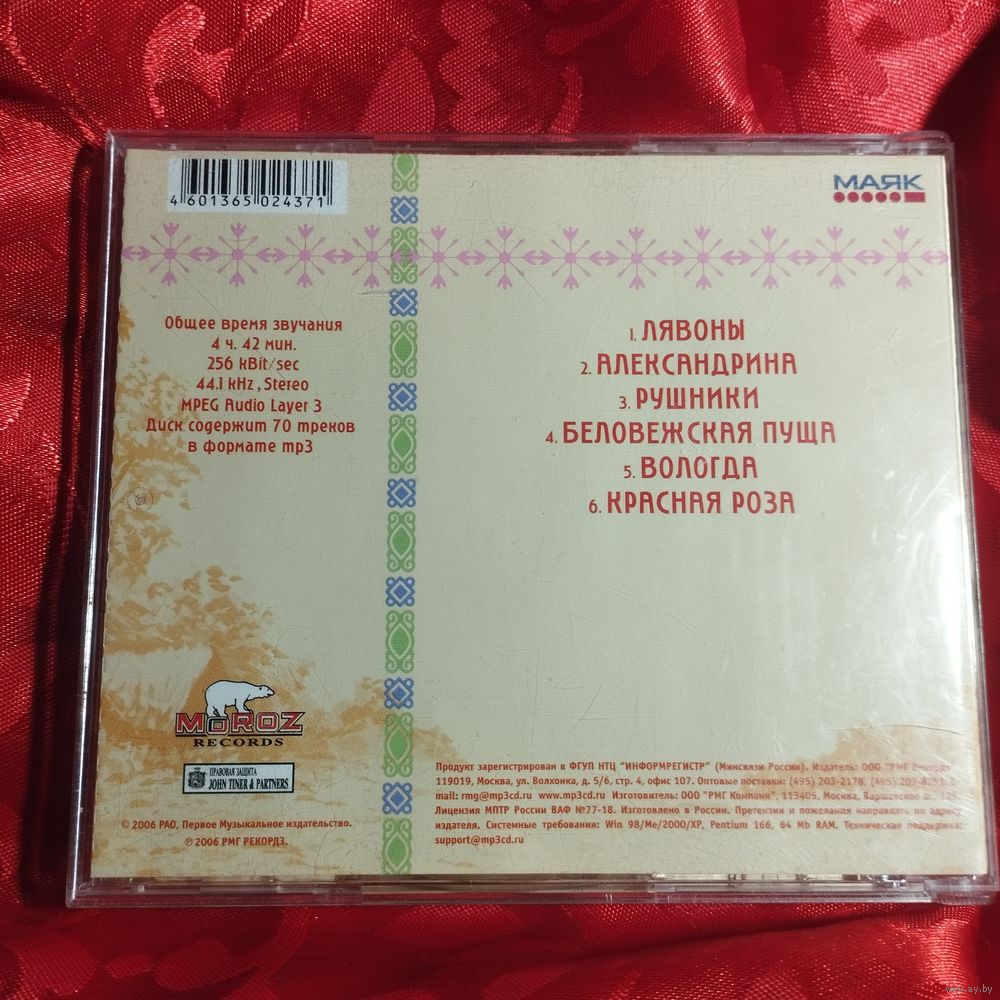 4 601365 024371
МАЯК
Общее время звучания
4 ч. 42 мин.
256 kBit/sec
44.1 kHz, Stereo
MPEG Audio Layer 3
Диск содержит 70 треков
в формате mp3
1. ЛЯВОНЫ
2. АЛЕКСАНДРИНА
3. РУШНИКИ
4. БЕЛОВЕЖСКАЯ ПУЩА
5. ВОЛОГДА
6. КРАСНАЯ РОЗА
MOROZ
RECORDS
ПРАВОВАЯ ЗАЩИТА
JOHN TINER & PARTNERS
© 2006 РАО, Первое Музыкальное издательство.
℗ 2006 РМГ РЕКОРДЗ.
Продукт зарегистрирован в ФГУП НТЦ "ИНФОРМРЕГИСТР" (Минсвязи России). Издатель: ООО "РМГ Рекордз"
119019, Москва, ул. Волхонка, д. 5/6, стр. 4, офис 107. Оптовые поставки: (495) 203-2178, (495)
mail: rmg@mp3cd.ru www.mp3cd.ru Изготовитель: ООО "РМГ Компани", 113405, Москва, Варшавское ш.,
Лицензия МПТР России ВАФ №77-18. Изготовлено в России. Претензии и пожелания направлять по адресу
издателя. Системные требования: Win 98/Me/2000/XP, Pentium 166, 64 Mb RAM. Техническая поддержка:
support@mp3cd.ru